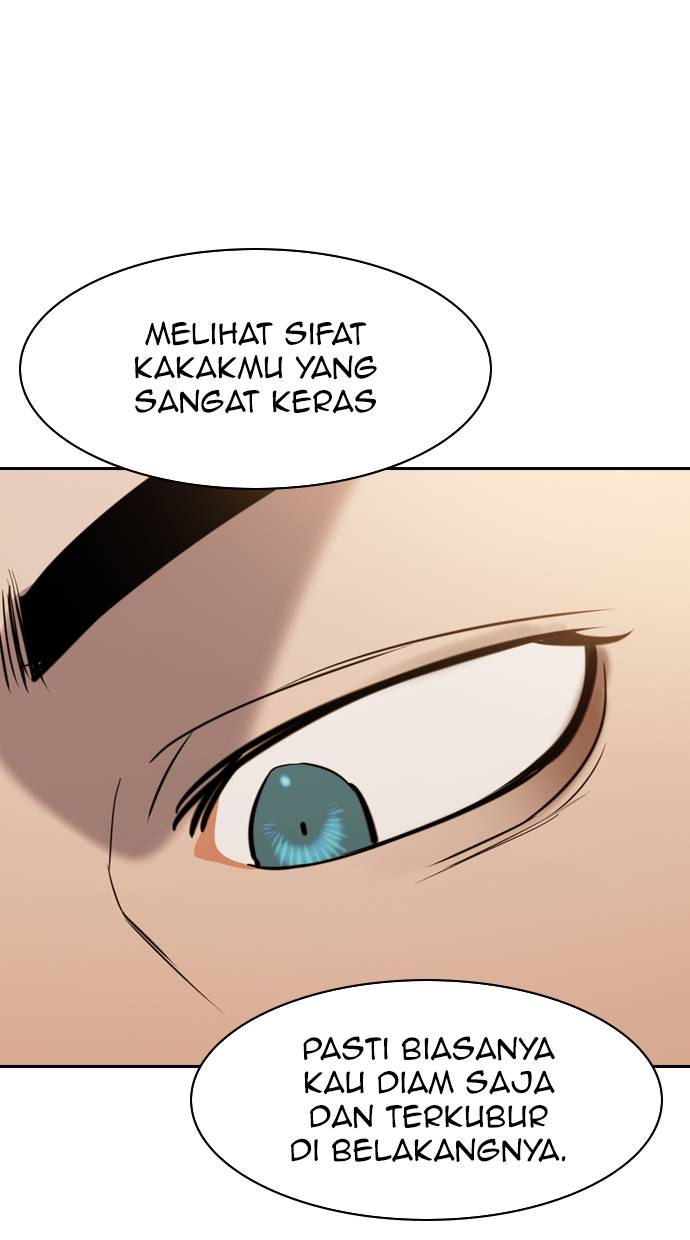 MELIHAT SIFAT
KAKAKMU YANG
SANGAT KERAS
PASTI BIASANYA
KAU DIAM SAJA
DAN TERKUBUR
DI BELAKANGNYA.